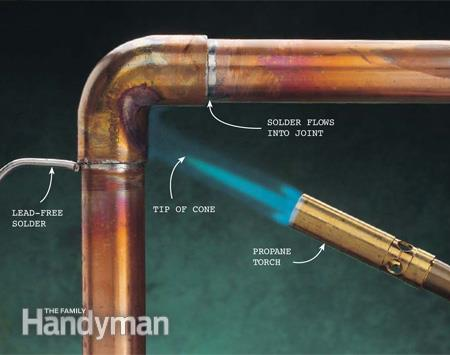 SOLDER FLOWS
INTO JOINT
LEAD-FREE
SOLDER
TIP OF CONE
PROPANE
TORCH
THE FAMILY
Handyman